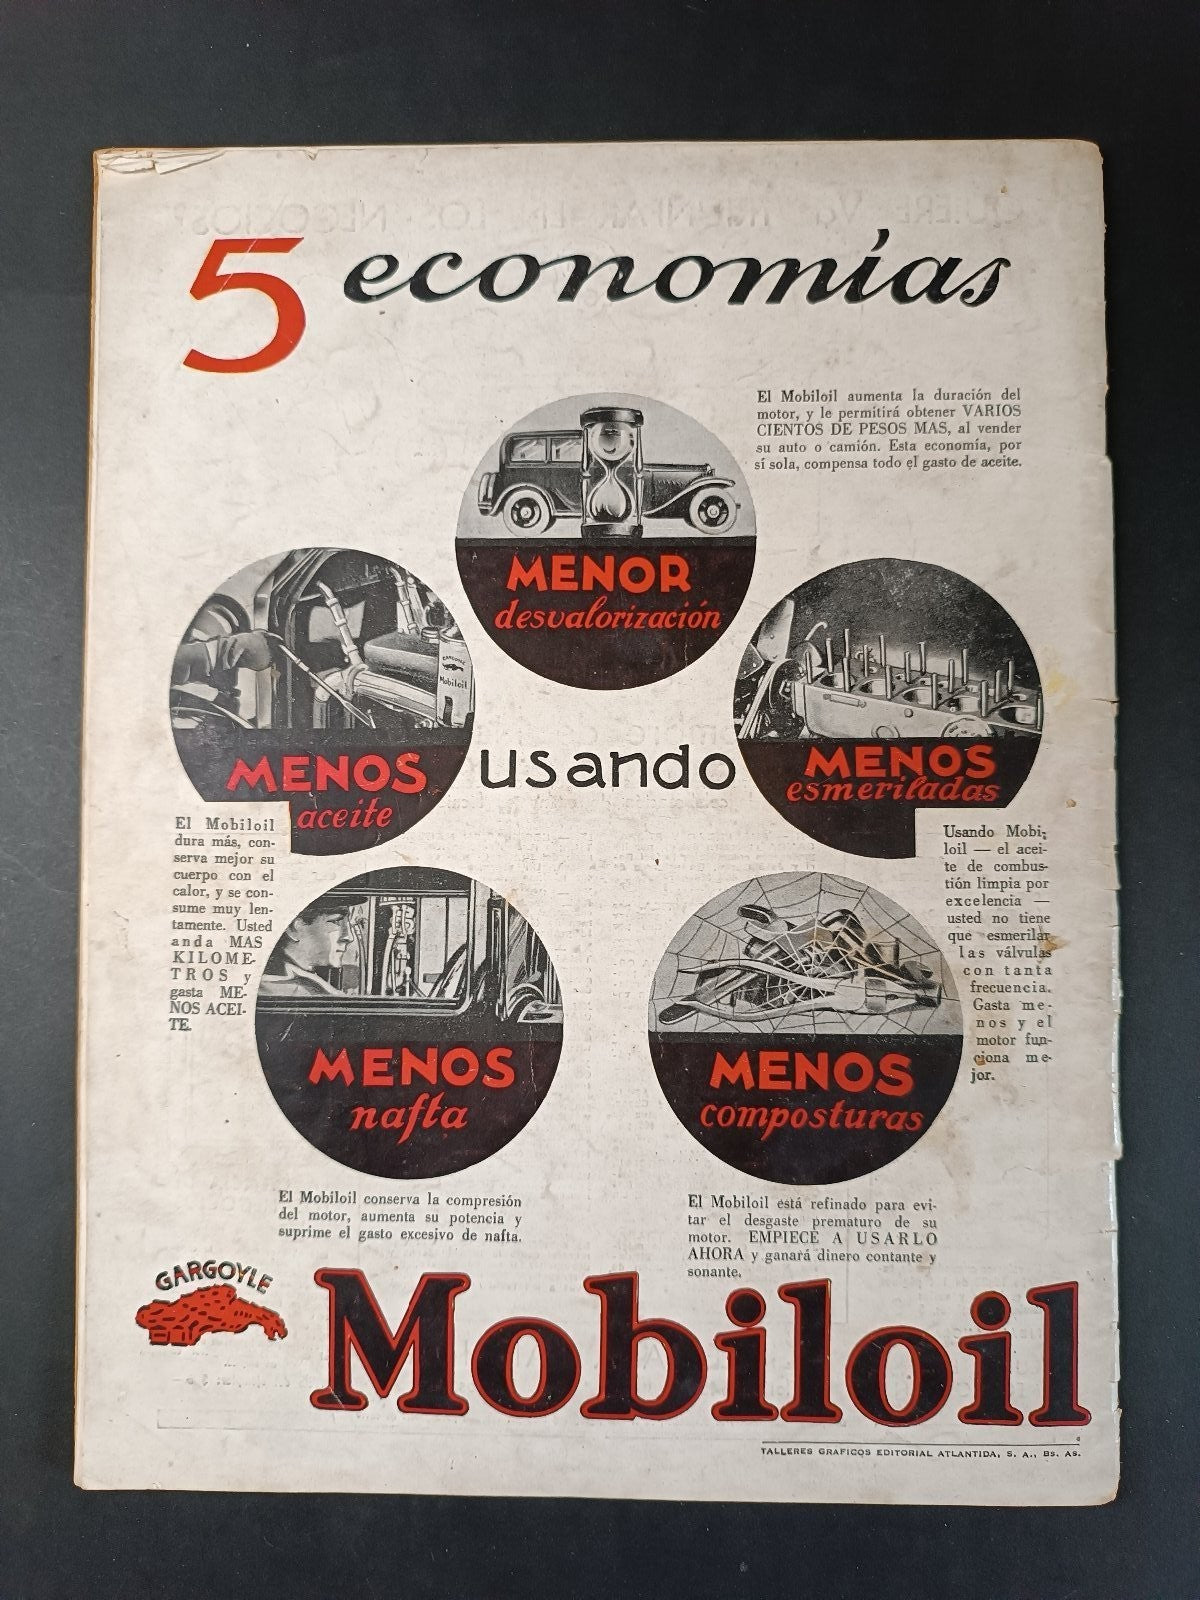 5 economías
El Mobiloil aumenta la duración del
motor, y le permitirá obtener VARIOS
CIENTOS DE PESOS MAS, al vender
su auto o camión. Esta economía, por
sí sola, compensa todo el gasto de aceite.
MENOR
desvalorización
GARGOYLE
Mobiloil
MENOS
aceite
usando
MENOS
esmeriladas
El Mobiloil
dura más, con-
serva mejor su
cuerpo con el
calor, y se con-
sume muy len-
tamente. Usted
anda MAS
KILOME-
TROS y
gasta ME-
NOS ACEI-
TE.
Usando Mobi-
loil — el acei-
te de combus-
tión limpia por
excelencia —
usted no tiene
que esmerilar
las válvulas
con tanta
frecuencia.
Gasta me-
nos y el
motor fun-
ciona me-
jor.
MENOS
nafta
MENOS
composturas
El Mobiloil conserva la compresión
del motor, aumenta su potencia y
suprime el gasto excesivo de nafta.
El Mobiloil está refinado para evi-
tar el desgaste prematuro de su
motor. EMPIECE A USARLO
AHORA y ganará dinero contante y
sonante.
GARGOYLE
Mobiloil
TALLERES GRAFICOS EDITORIAL ATLANTIDA, S. A., Bs. As.